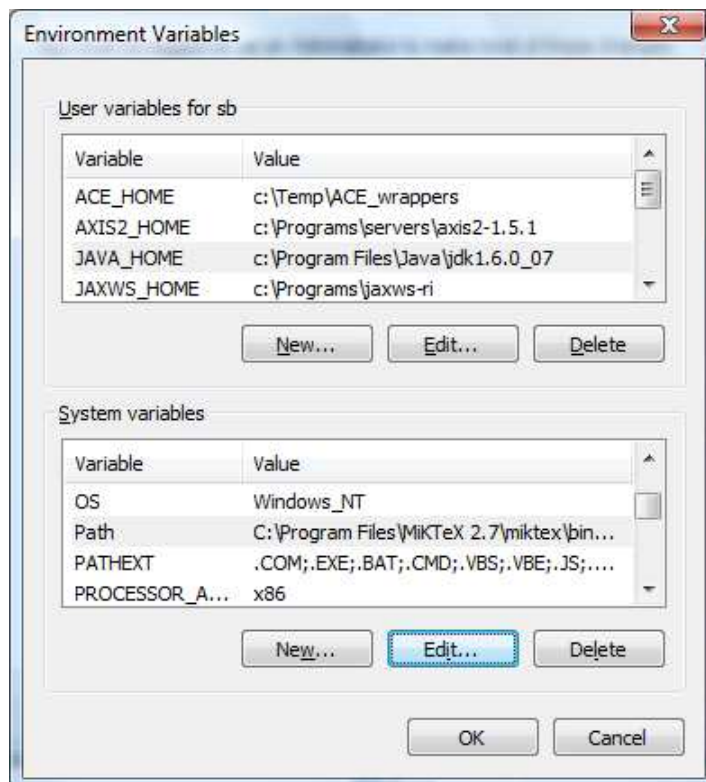 Environment Variables
User variables for sb
Variable Value
ACE_HOME c:\Temp\ACE_wrappers
AXIS2_HOME c:\Programs\servers\axis2-1.5.1
JAVA_HOME c:\Program Files\Java\jdk1.6.0_07
JAXWS_HOME c:\Programs\jaxws-ri
New... Edit... Delete
System variables
Variable Value
OS Windows_NT
Path C:\Program Files\MiKTeX 2.7\miktex\bin...
PATHEXT .COM;.EXE;.BAT;.CMD;.VBS;.VBE;.JS;....
PROCESSOR_A... x86
New... Edit... Delete
OK Cancel